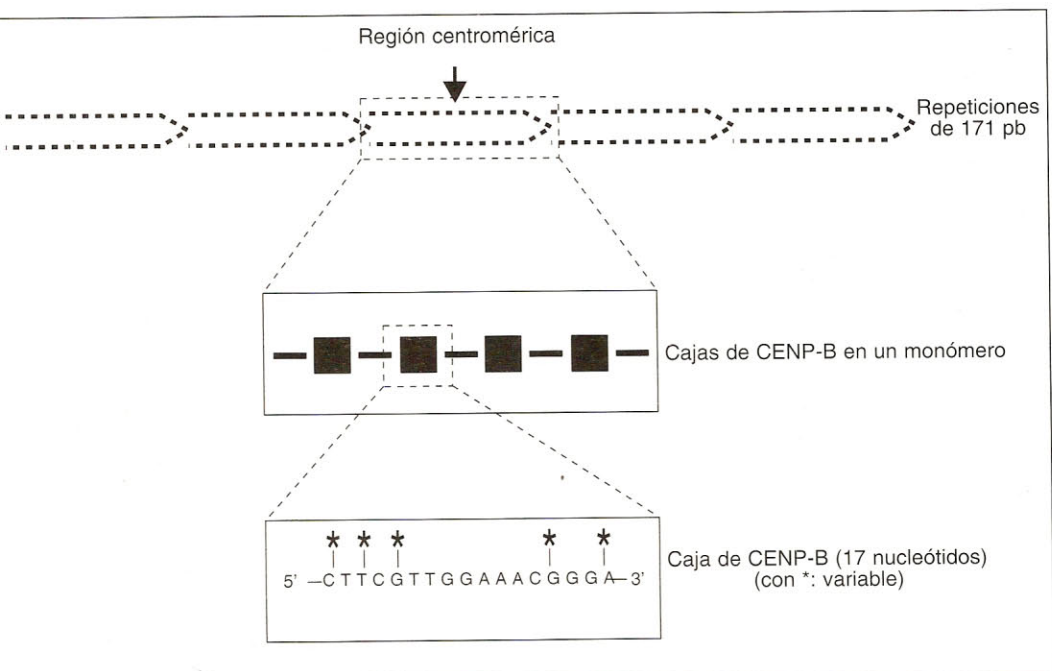 Región centromérica
Repeticiones
de 171 pb
Cajas de CENP-B en un monómero
* * * * *
5' –C T T C G T T G G A A A C G G G A–3'
Caja de CENP-B (17 nucleótidos)
(con *: variable)